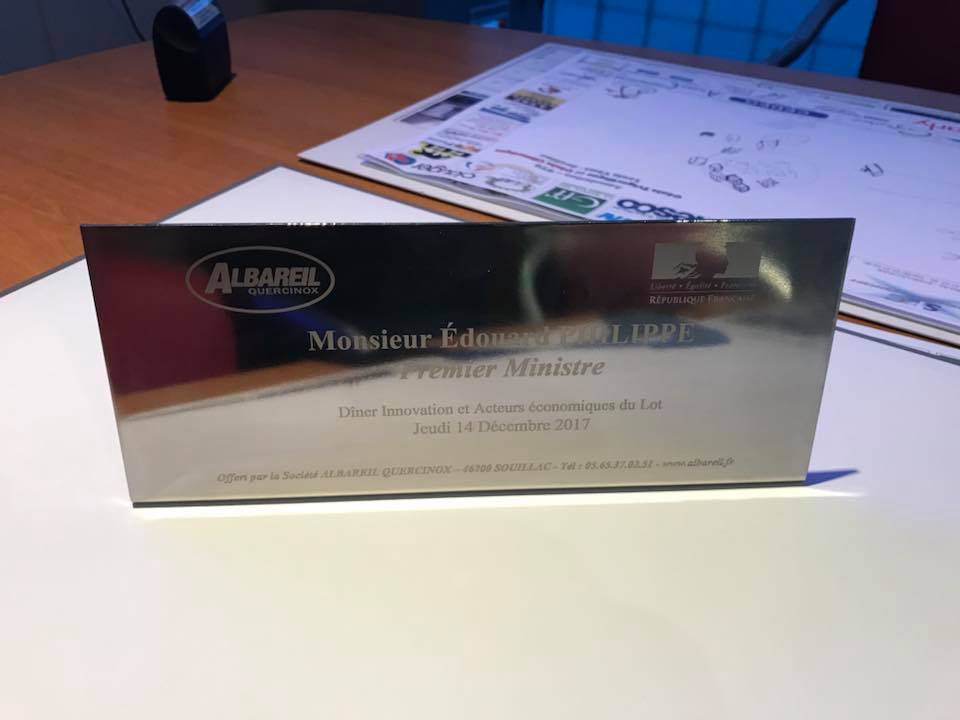 ALBAREIL
QUERCINOX
Liberté • Égalité • Fraternité
RÉPUBLIQUE FRANÇAISE
Monsieur Édouard PHILIPPE
Premier Ministre
Dîner Innovation et Acteurs économiques du Lot
Jeudi 14 Décembre 2017
Offert par la Société ALBAREIL QUERCINOX – 46200 SOUILLAC – Tél : 05.65.37.02.51 - www.albareil.fr